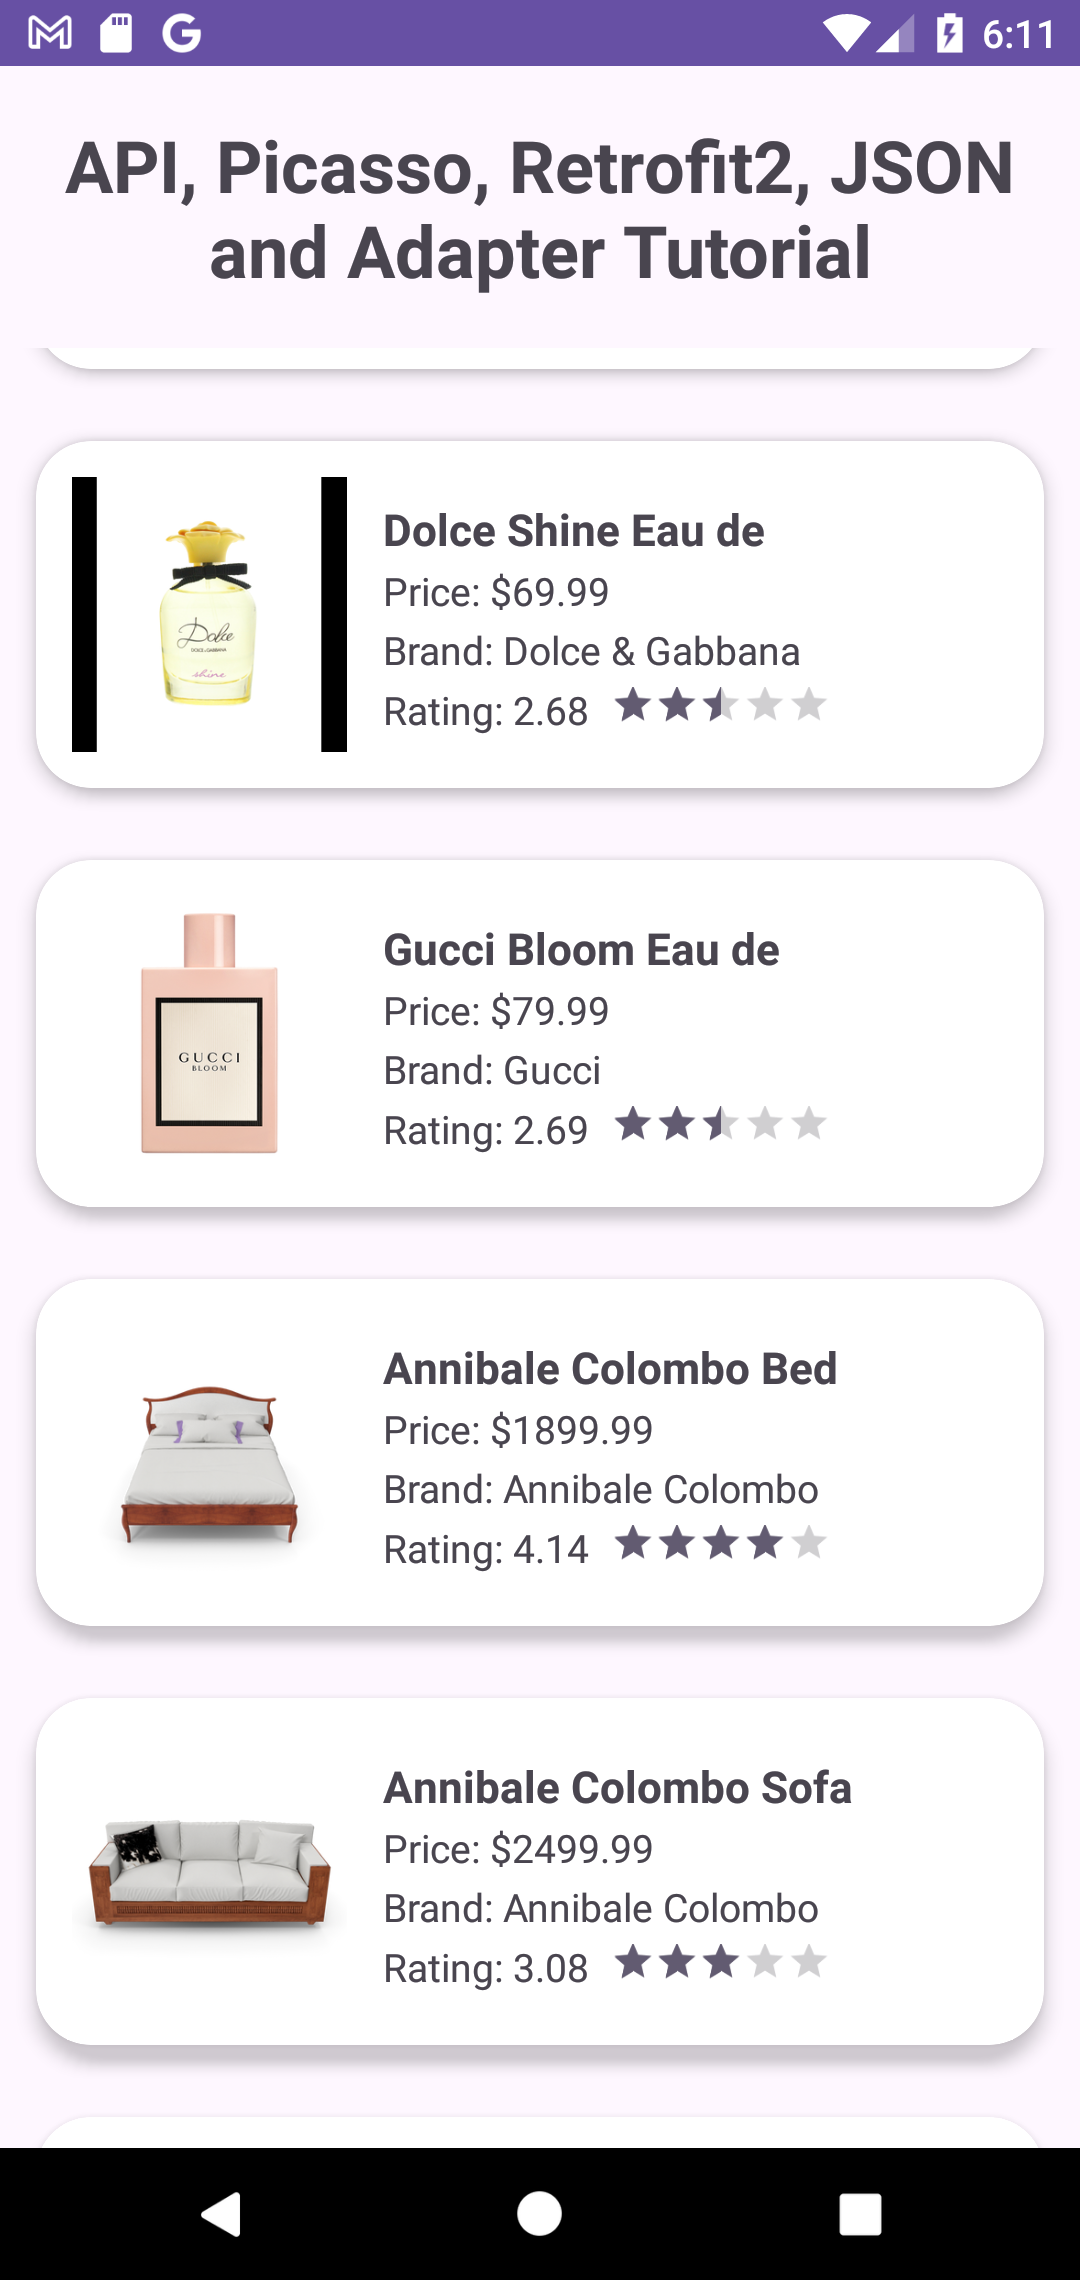 6:11
API, Picasso, Retrofit2, JSON
and Adapter Tutorial
Dolce Shine Eau de
Price: $69.99
Brand: Dolce & Gabbana
Rating: 2.68
Dolce
DOLCE & GABBANA
shine
Gucci Bloom Eau de
Price: $79.99
Brand: Gucci
Rating: 2.69
GUCCI
BLOOM
Annibale Colombo Bed
Price: $1899.99
Brand: Annibale Colombo
Rating: 4.14
Annibale Colombo Sofa
Price: $2499.99
Brand: Annibale Colombo
Rating: 3.08